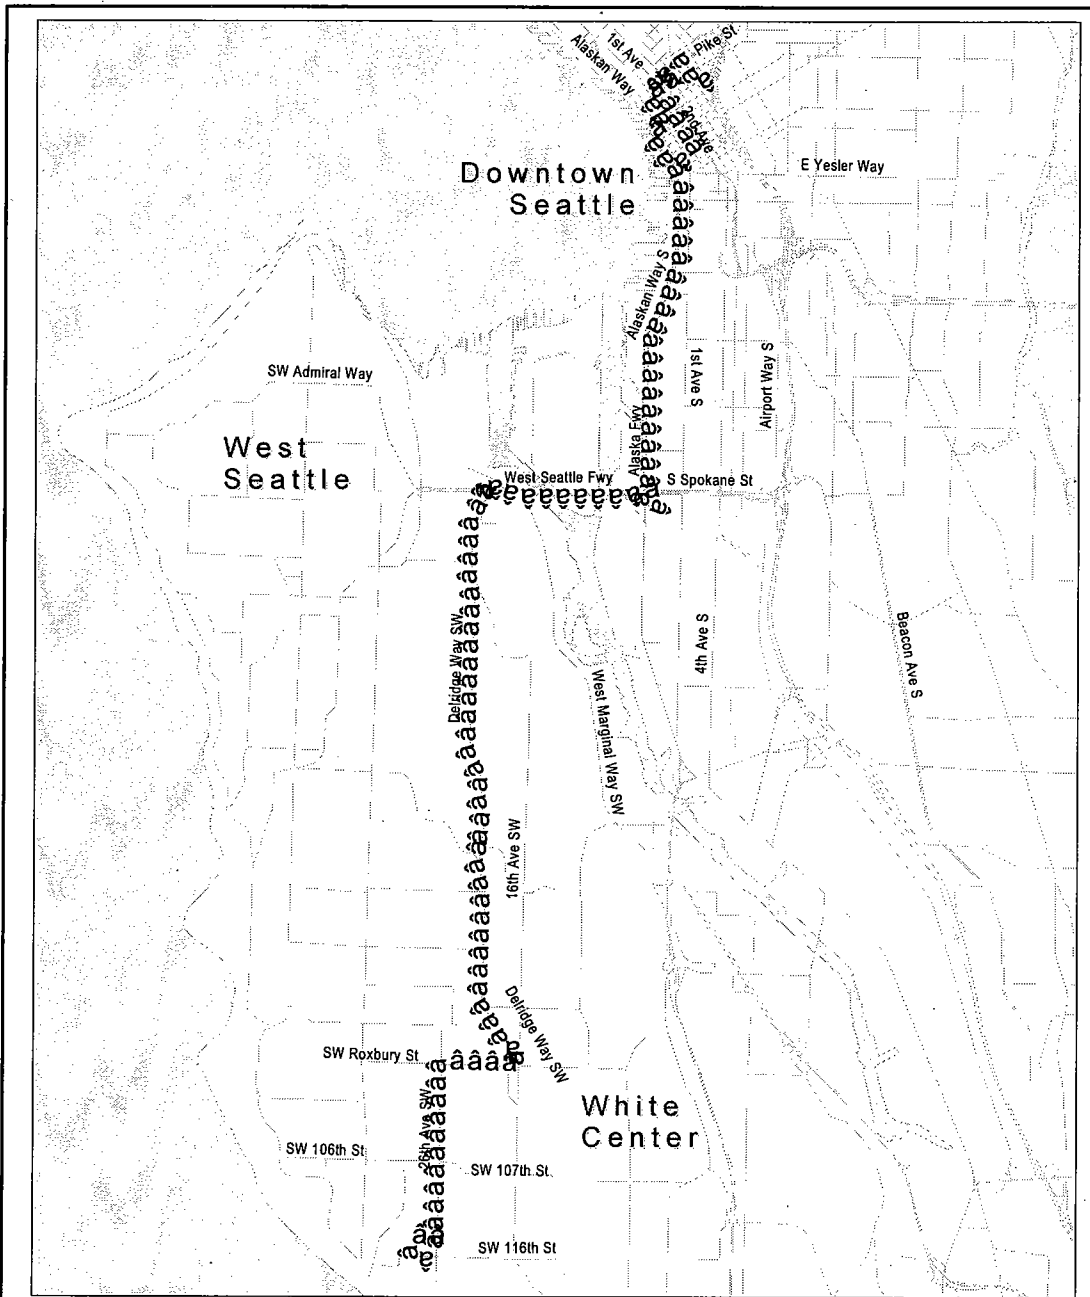 1st Ave
Pike St
Alaskan Way
2nd Ave
E Yesler Way
Downtown
Seattle
Alaskan Way S
SW Admiral Way
1st Ave S
Airport Way S
West
Seattle
Alaska Fwy
West Seattle Fwy
S Spokane St
Delridge Way SW
4th Ave S
Beacon Ave S
West Marginal Way SW
16th Ave SW
Delridge Way SW
SW Roxbury St
White
Center
26th Ave SW
SW 106th St
SW 107th St
SW 116th St